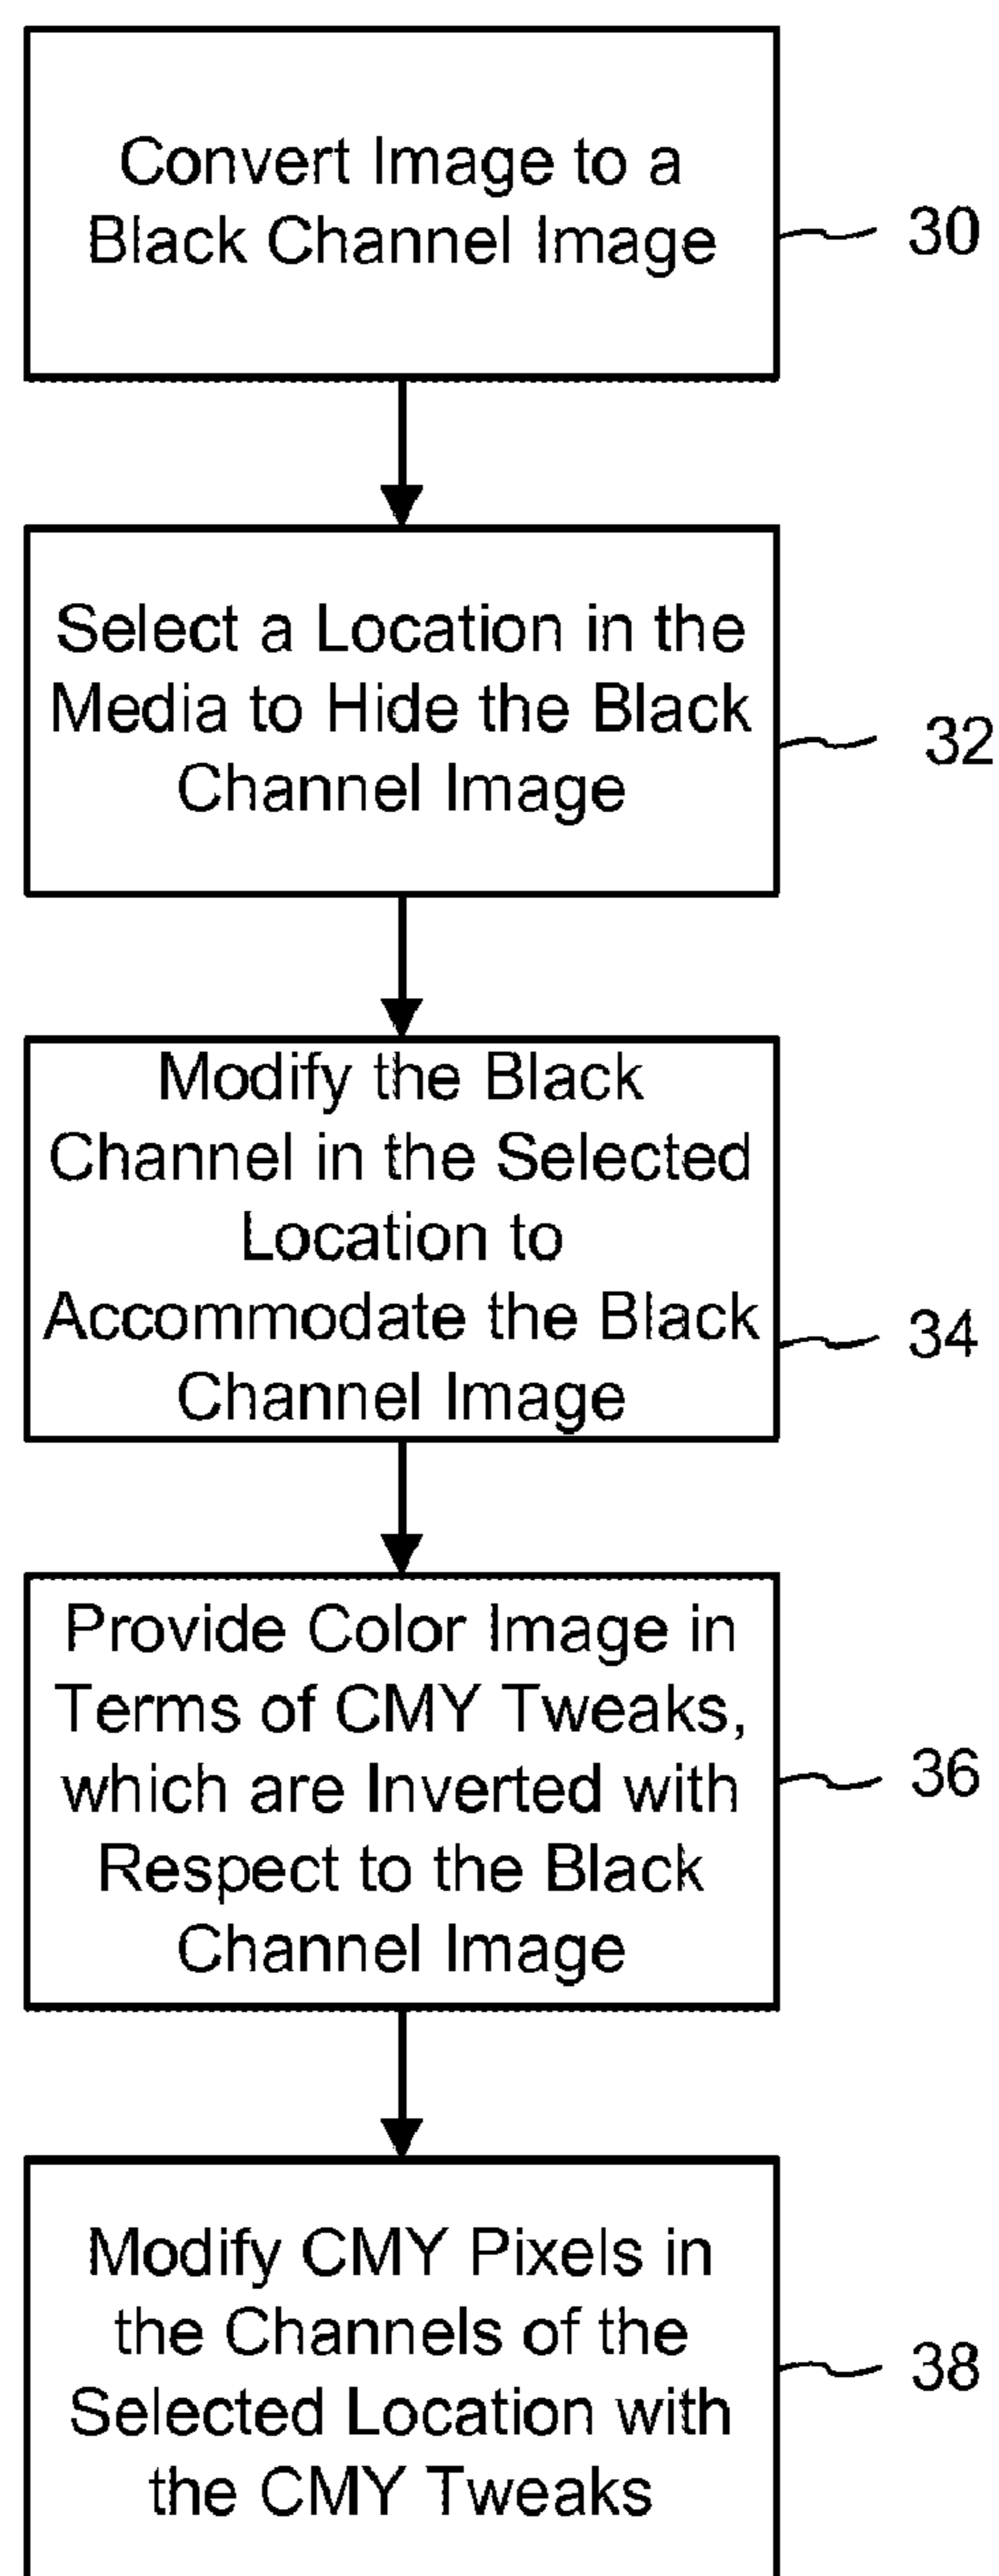 Convert Image to a
Black Channel Image
30
Select a Location in the
Media to Hide the Black
Channel Image
32
Modify the Black
Channel in the Selected
Location to
Accommodate the Black
Channel Image
34
Provide Color Image in
Terms of CMY Tweaks,
which are Inverted with
Respect to the Black
Channel Image
36
Modify CMY Pixels in
the Channels of the
Selected Location with
the CMY Tweaks
38